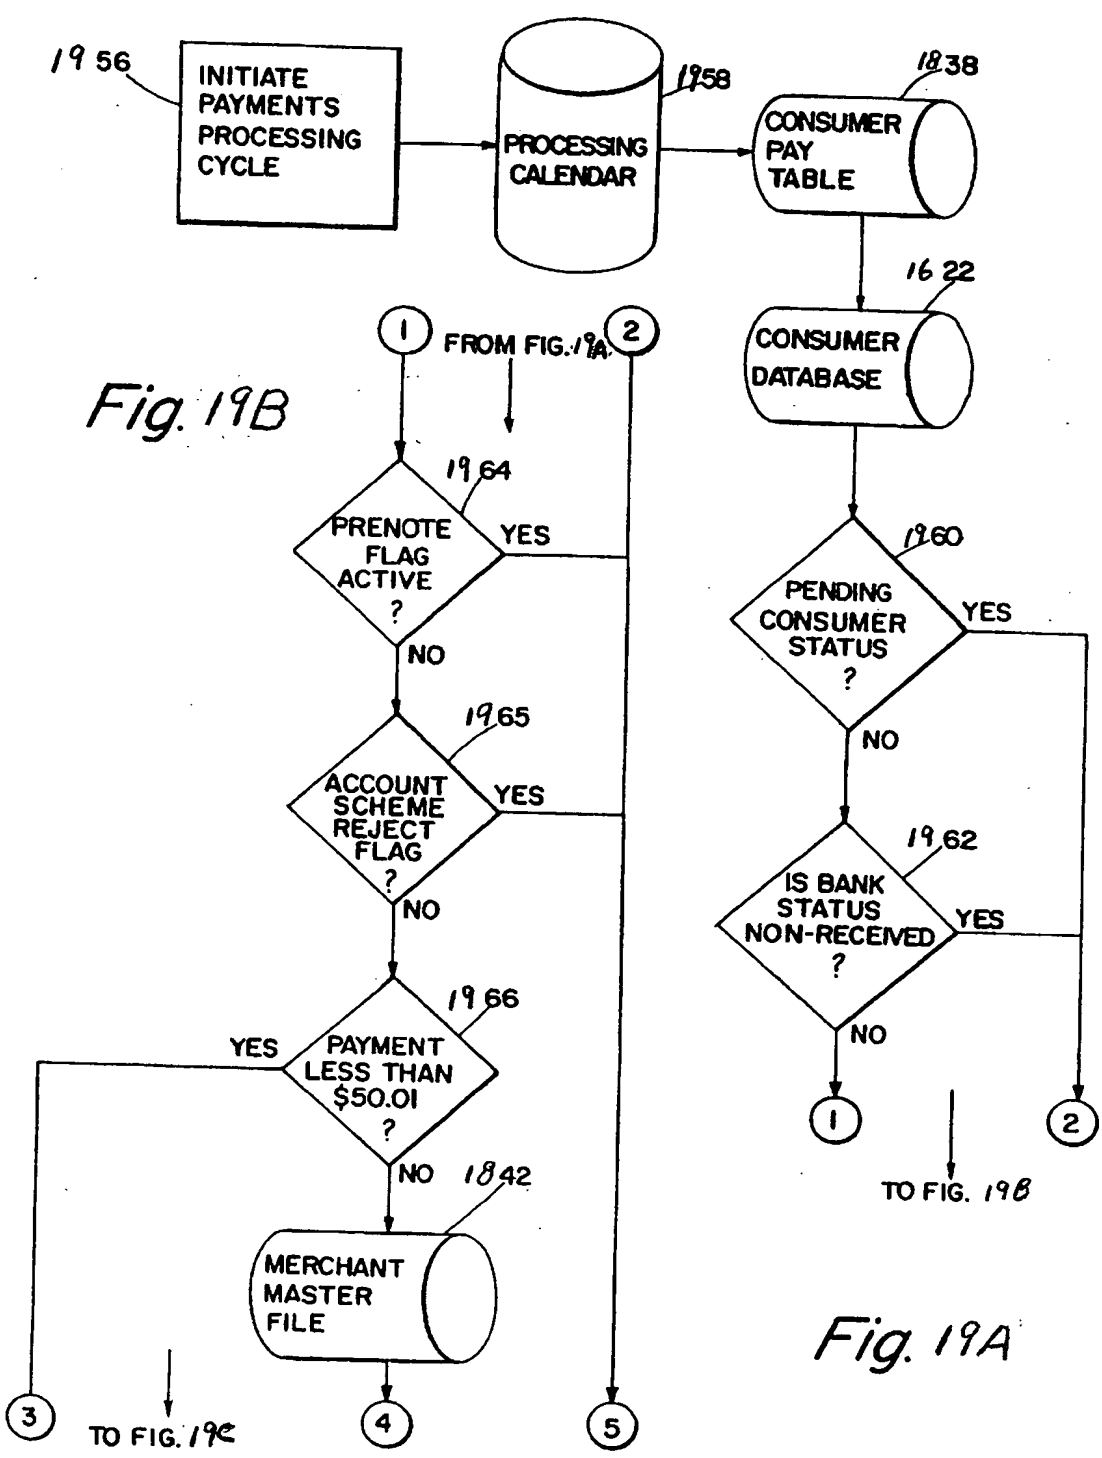 1956
INITIATE
PAYMENTS
PROCESSING
CYCLE
1958
PROCESSING
CALENDAR
1838
CONSUMER
PAY
TABLE
1622
CONSUMER
DATABASE
1960
PENDING
CONSUMER
STATUS
?
YES
NO
1962
IS BANK
STATUS
NON-RECEIVED
?
YES
NO
1
2
TO FIG. 19B
Fig. 19A
1
FROM FIG. 19A
2
Fig. 19B
1964
PRENOTE
FLAG
ACTIVE
?
YES
NO
1965
ACCOUNT
SCHEME
REJECT
FLAG
?
YES
NO
1966
PAYMENT
LESS THAN
$50.01
?
YES
NO
1842
MERCHANT
MASTER
FILE
3
TO FIG. 19C
4
5